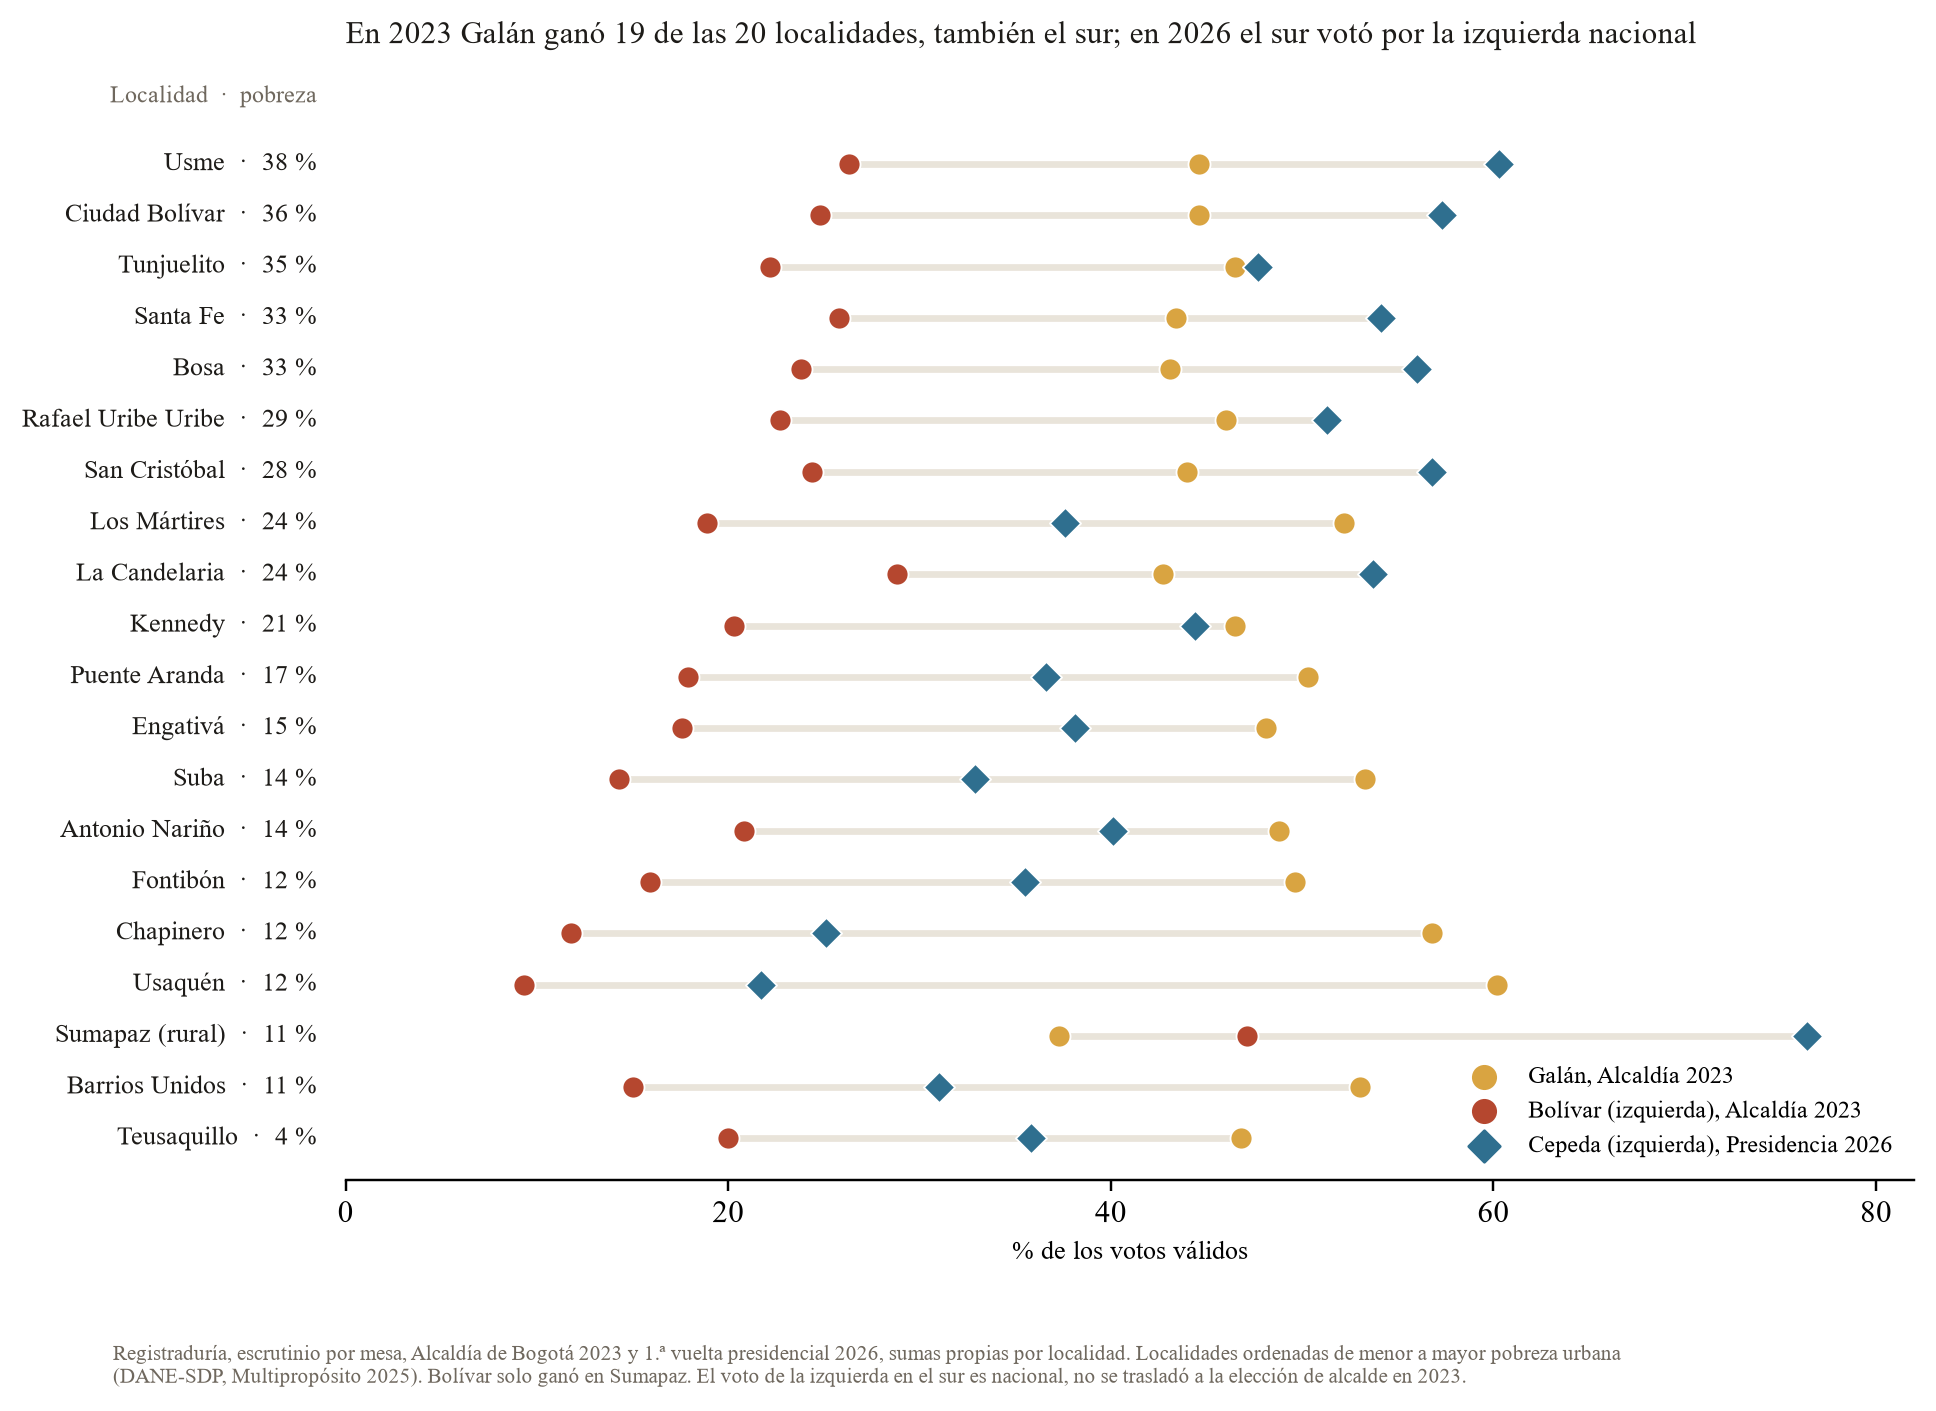 En 2023 Galán ganó 19 de las 20 localidades, también el sur; en 2026 el sur votó por la izquierda nacional
Localidad · pobreza
Usme · 38 %
Ciudad Bolívar · 36 %
Tunjuelito · 35 %
Santa Fe · 33 %
Bosa · 33 %
Rafael Uribe Uribe · 29 %
San Cristóbal · 28 %
Los Mártires · 24 %
La Candelaria · 24 %
Kennedy · 21 %
Puente Aranda · 17 %
Engativá · 15 %
Suba · 14 %
Antonio Nariño · 14 %
Fontibón · 12 %
Chapinero · 12 %
Usaquén · 12 %
Sumapaz (rural) · 11 %
Barrios Unidos · 11 %
Teusaquillo · 4 %
Galán, Alcaldía 2023
Bolívar (izquierda), Alcaldía 2023
Cepeda (izquierda), Presidencia 2026
0 20 40 60 80
% de los votos válidos
Registraduría, escrutinio por mesa, Alcaldía de Bogotá 2023 y 1.ª vuelta presidencial 2026, sumas propias por localidad. Localidades ordenadas de menor a mayor pobreza urbana
(DANE-SDP, Multipropósito 2025). Bolívar solo ganó en Sumapaz. El voto de la izquierda en el sur es nacional, no se trasladó a la elección de alcalde en 2023.